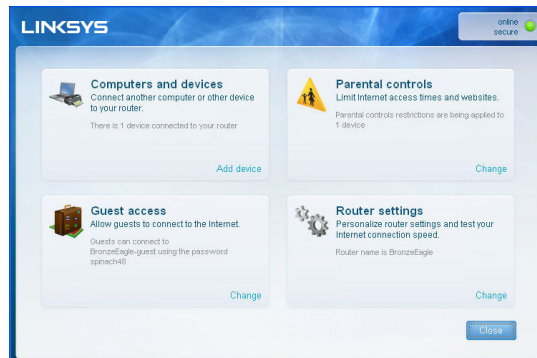 LINKSYS
online
secure
Computers and devices
Connect another computer or other device
to your router.
There is 1 device connected to your router
Add device
Parental controls
Limit Internet access times and websites.
Parental controls restrictions are being applied to
1 device
Change
Guest access
Allow guests to connect to the Internet.
Guests can connect to
BronzeEagle-guest using the password
spinach48
Change
Router settings
Personalize router settings and test your
Internet connection speed.
Router name is BronzeEagle
Change
Close